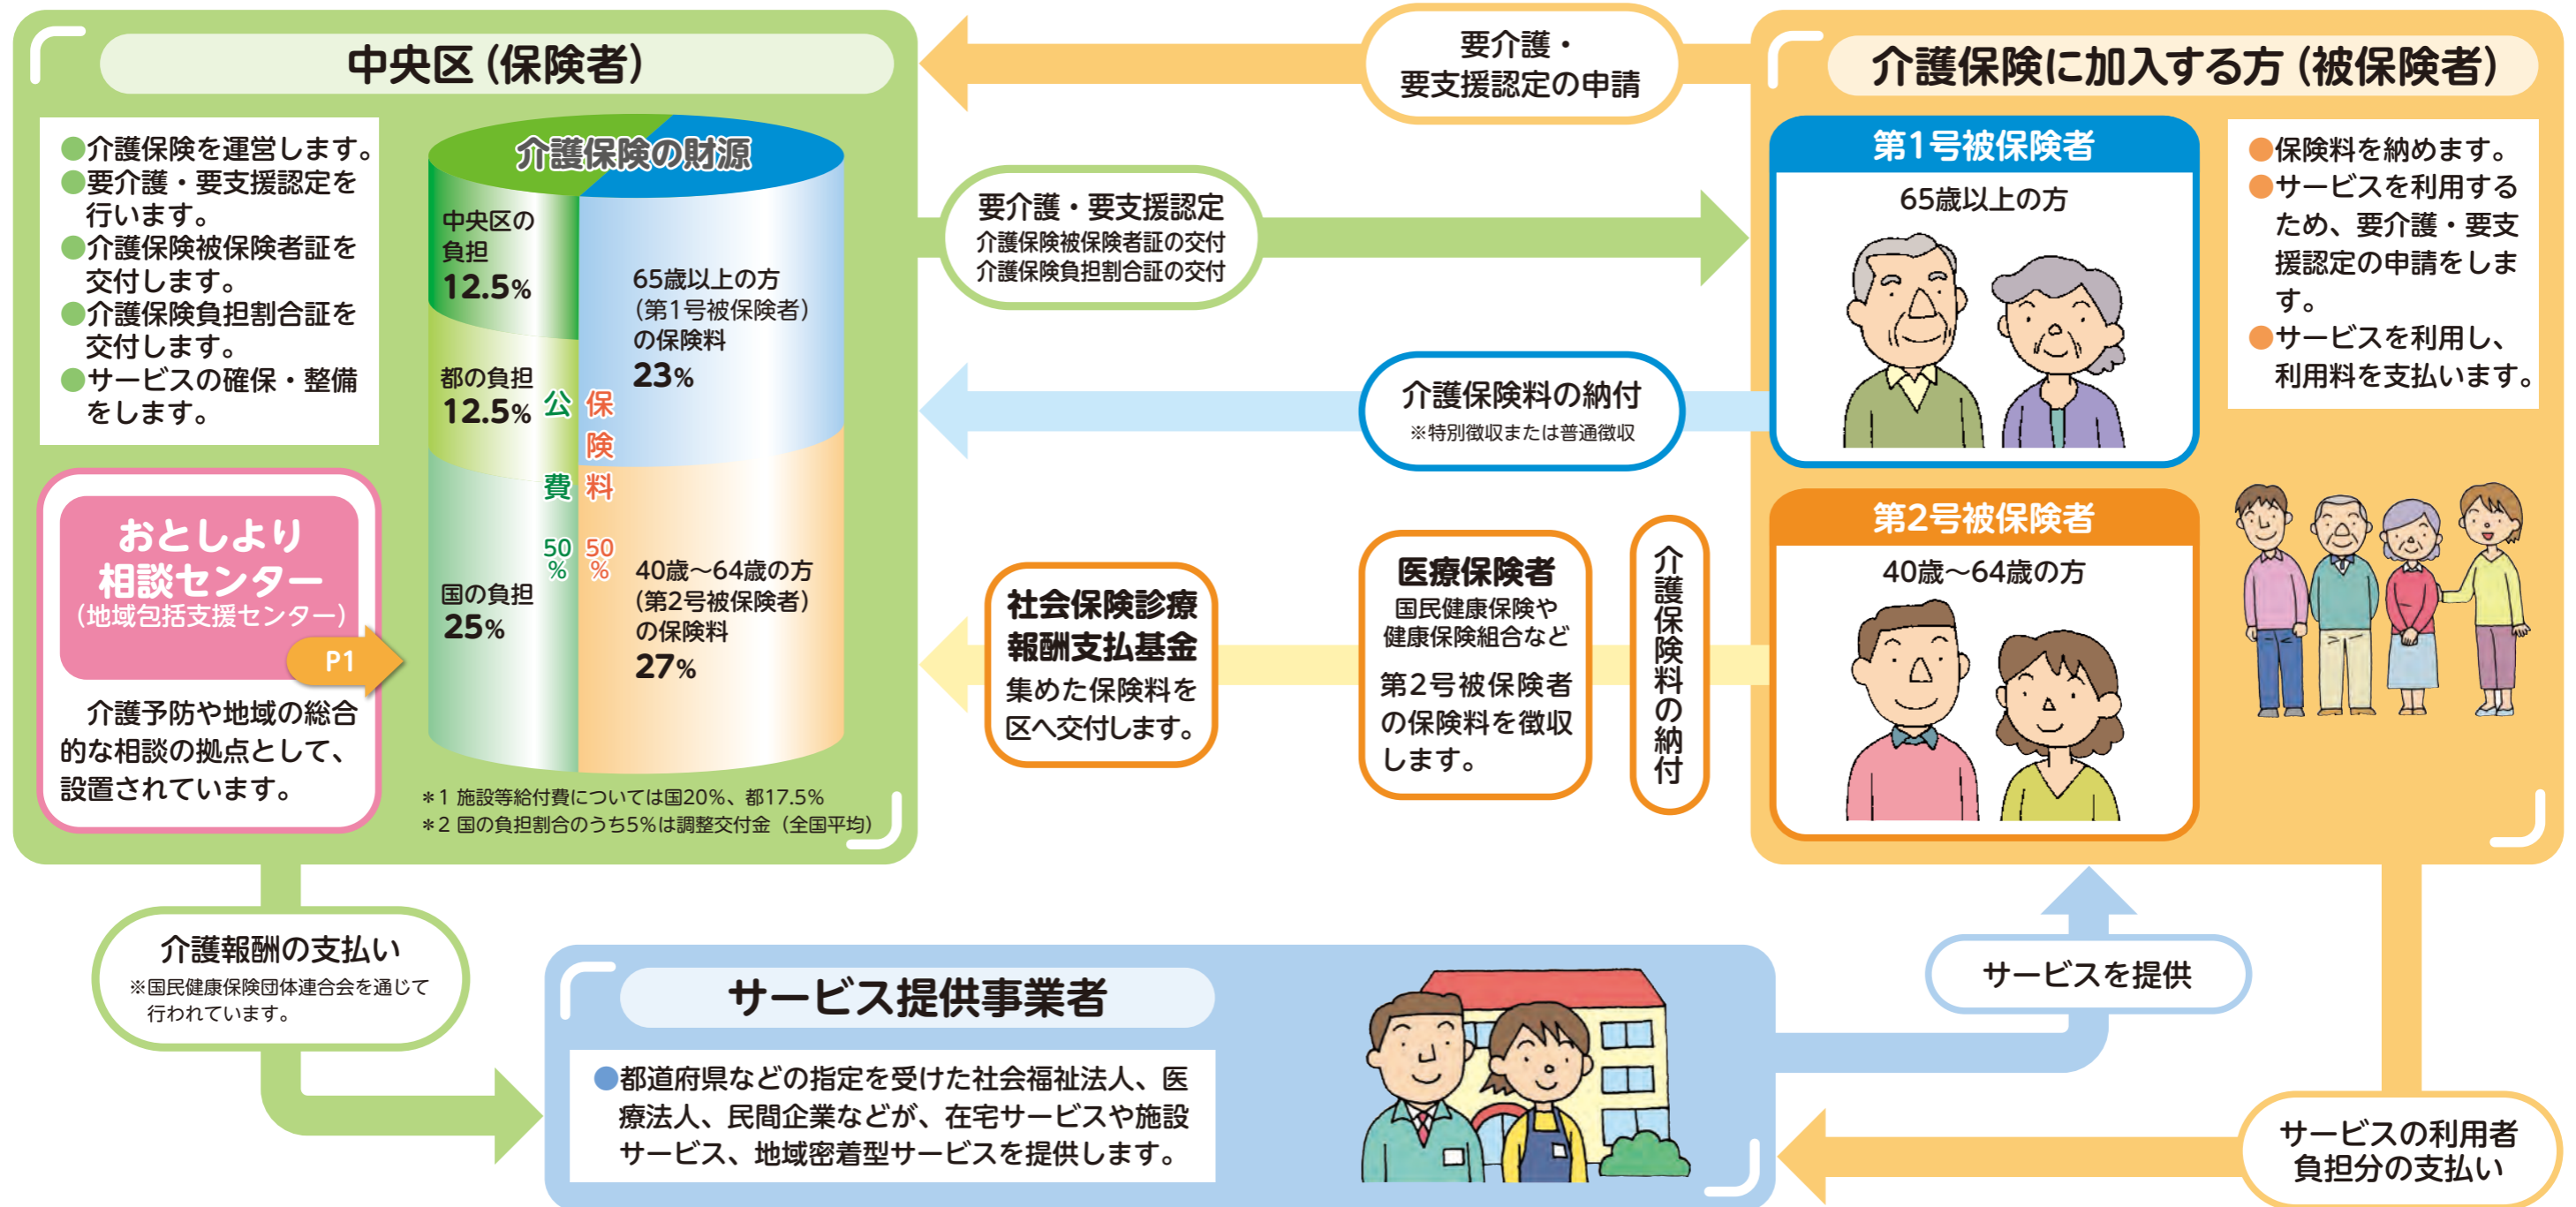 中央区(保険者)
●介護保険を運営します。
●要介護・要支援認定を
行います。
●介護保険被保険者証を
交付します。
●介護保険負担割合証を
交付します。
●サービスの確保・整備
をします。
おとしより
相談センター
(地域包括支援センター)
P1
介護予防や地域の総合
的な相談の拠点として、
設置されています。
介護保険の財源
中央区の
負担
12.5%
都の負担
12.5%
国の負担
25%
公費
50
%
保険料
50
%
65歳以上の方
(第1号被保険者)
の保険料
23%
40歳〜64歳の方
(第2号被保険者)
の保険料
27%
*1 施設等給付費については国20%、都17.5%
*2 国の負担割合のうち5%は調整交付金(全国平均)
要介護・
要支援認定の申請
要介護・要支援認定
介護保険被保険者証の交付
介護保険負担割合証の交付
介護保険料の納付
※特別徴収または普通徴収
社会保険診療
報酬支払基金
集めた保険料を
区へ交付します。
医療保険者
国民健康保険や
健康保険組合など
第2号被保険者
の保険料を徴収
します。
介護保険料の納付
介護保険に加入する方(被保険者)
第1号被保険者
65歳以上の方
第2号被保険者
40歳〜64歳の方
●保険料を納めます。
●サービスを利用する
ため、要介護・要支
援認定の申請をしま
す。
●サービスを利用し、
利用料を支払います。
介護報酬の支払い
※国民健康保険団体連合会を通じて
行われています。
サービス提供事業者
●都道府県などの指定を受けた社会福祉法人、医
療法人、民間企業などが、在宅サービスや施設
サービス、地域密着型サービスを提供します。
サービスを提供
サービスの利用者
負担分の支払い